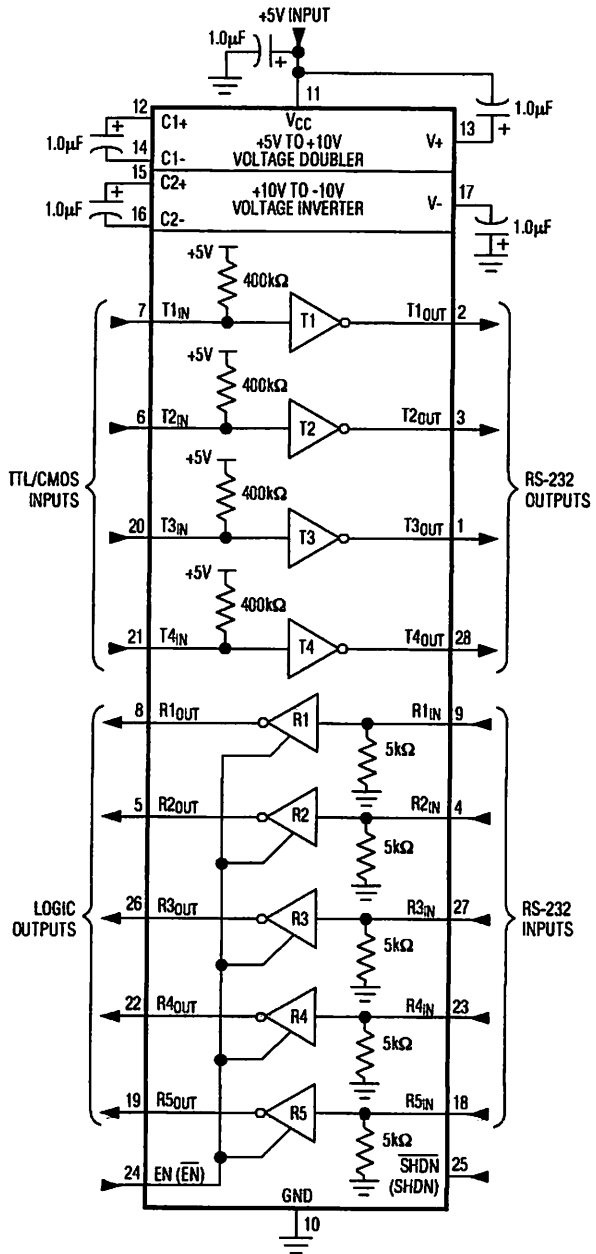 +5V INPUT
1.0µF
+
11
1.0µF
+
12
C1+
VCC
13
V+
1.0µF
+
14
C1-
+5V TO +10V
VOLTAGE DOUBLER
15
C2+
+10V TO -10V
VOLTAGE INVERTER
17
V-
1.0µF
+
16
C2-
1.0µF
+
+5V
400kΩ
7
T1IN
T1
T1OUT
2
+5V
400kΩ
6
T2IN
T2
T2OUT
3
TTL/CMOS
INPUTS
RS-232
OUTPUTS
+5V
400kΩ
20
T3IN
T3
T3OUT
1
+5V
400kΩ
21
T4IN
T4
T4OUT
28
8
R1OUT
R1
R1IN
9
5kΩ
5
R2OUT
R2
R2IN
4
5kΩ
LOGIC
OUTPUTS
RS-232
INPUTS
26
R3OUT
R3
R3IN
27
5kΩ
22
R4OUT
R4
R4IN
23
5kΩ
19
R5OUT
R5
R5IN
18
5kΩ
24
EN (E̅N̅)
S̅H̅D̅N̅
(SHDN)
25
GND
10